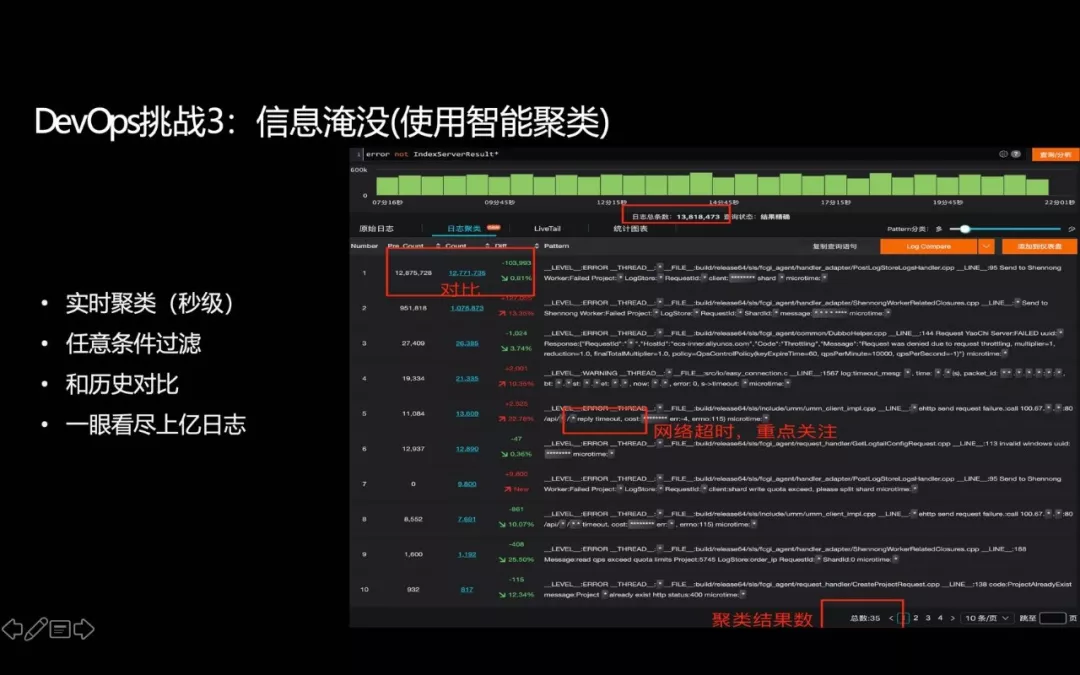 DevOps挑战3：信息淹没(使用智能聚类)
• 实时聚类（秒级）
• 任意条件过滤
• 和历史对比
• 一眼看尽上亿日志
1 error not IndexServerResult*
查询/分析
600k
0
07分16秒 09分45秒 12分15秒 14分45秒 17分15秒 19分45秒 22分01秒
日志总条数：13,818,473 查询状态：结果精确
原始日志 日志聚类 LiveTail 统计图表 Pattern分类： 多 少
Number Pre_Count Count Diff Pattern 复制查询语句 Log Compare 添加到仪表盘
1 12,875,728 12,771,735 -103,993 0.81% __LEVEL__:ERROR __THREAD__:* __FILE__:build/release64/sls/fcgi_agent/handler_adapter/PostLogStoreLogsHandler.cpp __LINE__:95 Send to Shennong
Worker:Failed Project:* LogStore:* RequestId:* client:******* shard:* microtime:*
对比
2 951,816 __LEVEL__:ERROR __THREAD__:* __FILE__:build/release64/sls/fcgi_agent/handler_adapter/ShennongWorkerRelatedClosures.cpp __LINE__:* Send to
Shennong Worker:Failed Project:* LogStore:* RequestId:* ShardId:* message:**** microtime:*
3 27,409 26,385 -1,024 3.74% __LEVEL__:ERROR __THREAD__:* __FILE__:build/release64/sls/fcgi_agent/common/DubboHelper.cpp __LINE__:144 Request YaoChi Server:FAILED uuid:*
Response:{"RequestId":"*","HostId":"ecs-inner.aliyuncs.com","Code":"Throttling","Message":"Request was denied due to request throttling, multiplier=1,
reduction=1.0, finalTotalMultiplier=1.0, policy=QpsControlPolicy(keyExpireTime=60, qpsPerMinute=10000, qpsPerSecond=-1)"} microtime:*
4 19,334 21,335 __LEVEL__:WARNING __THREAD__:* __FILE__:src/io/easy_connection.c __LINE__:1567 log:timeout_mesg:*, time:
error: 0, s->timeout:* microtime:*
5 11,084 __LEVEL__:ERROR __THREAD__:* __FILE__:build/release64/sls/include/umm/umm_client_impl.cpp __LINE__:* ehttp send request failure.:call 100.67.*.*:80
/api/*/* reply timeout, cost:******* err:-4, errno:115) microtime:*
网络超时，重点关注
6 12,937 12,890 -47 0.36% __LEVEL__:ERROR __THREAD__:* __FILE__:build/release64/sls/fcgi_agent/request_handler/GetLogtailConfigRequest.cpp __LINE__:113 invalid windows uuid:
******* microtime:*
7 0 9,800 +9,800 New __LEVEL__:ERROR __THREAD__:* __FILE__:build/release64/sls/fcgi_agent/handler_adapter/PostLogStoreLogsHandler.cpp __LINE__:95 Send to Shennong
Worker:Failed Project:* LogStore:* RequestId:* client:shard write quota exceed, please split shard microtime:*
8 8,552 7,691 -861 10.07% __LEVEL__:ERROR __THREAD__:* __FILE__:build/release64/sls/include/umm/umm_client_impl.cpp __LINE__:* ehttp send request failure.:call 100.67.*.*:80
/api/*/** timeout, cost:******* err:*, errno:115) microtime:*
9 1,600 1,192 -408 25.50% __LEVEL__:ERROR __THREAD__:* __FILE__:build/release64/sls/fcgi_agent/handler_adapter/ShennongWorkerRelatedClosures.cpp __LINE__:188
Message:read qps exceed quota limits Project:5745 LogStore:order_ip RequestId:* ShardId:0 microtime:*
10 932 817 -115 12.34% __LEVEL__:ERROR __THREAD__:* __FILE__:build/release64/sls/fcgi_agent/request_handler/CreateProjectRequest.cpp __LINE__:138 code:ProjectAlreadyExist
message:Project * already exist http status:400 microtime:*
聚类结果数 总数:35 < 1 2 3 4 > 10 条/页 跳至 页